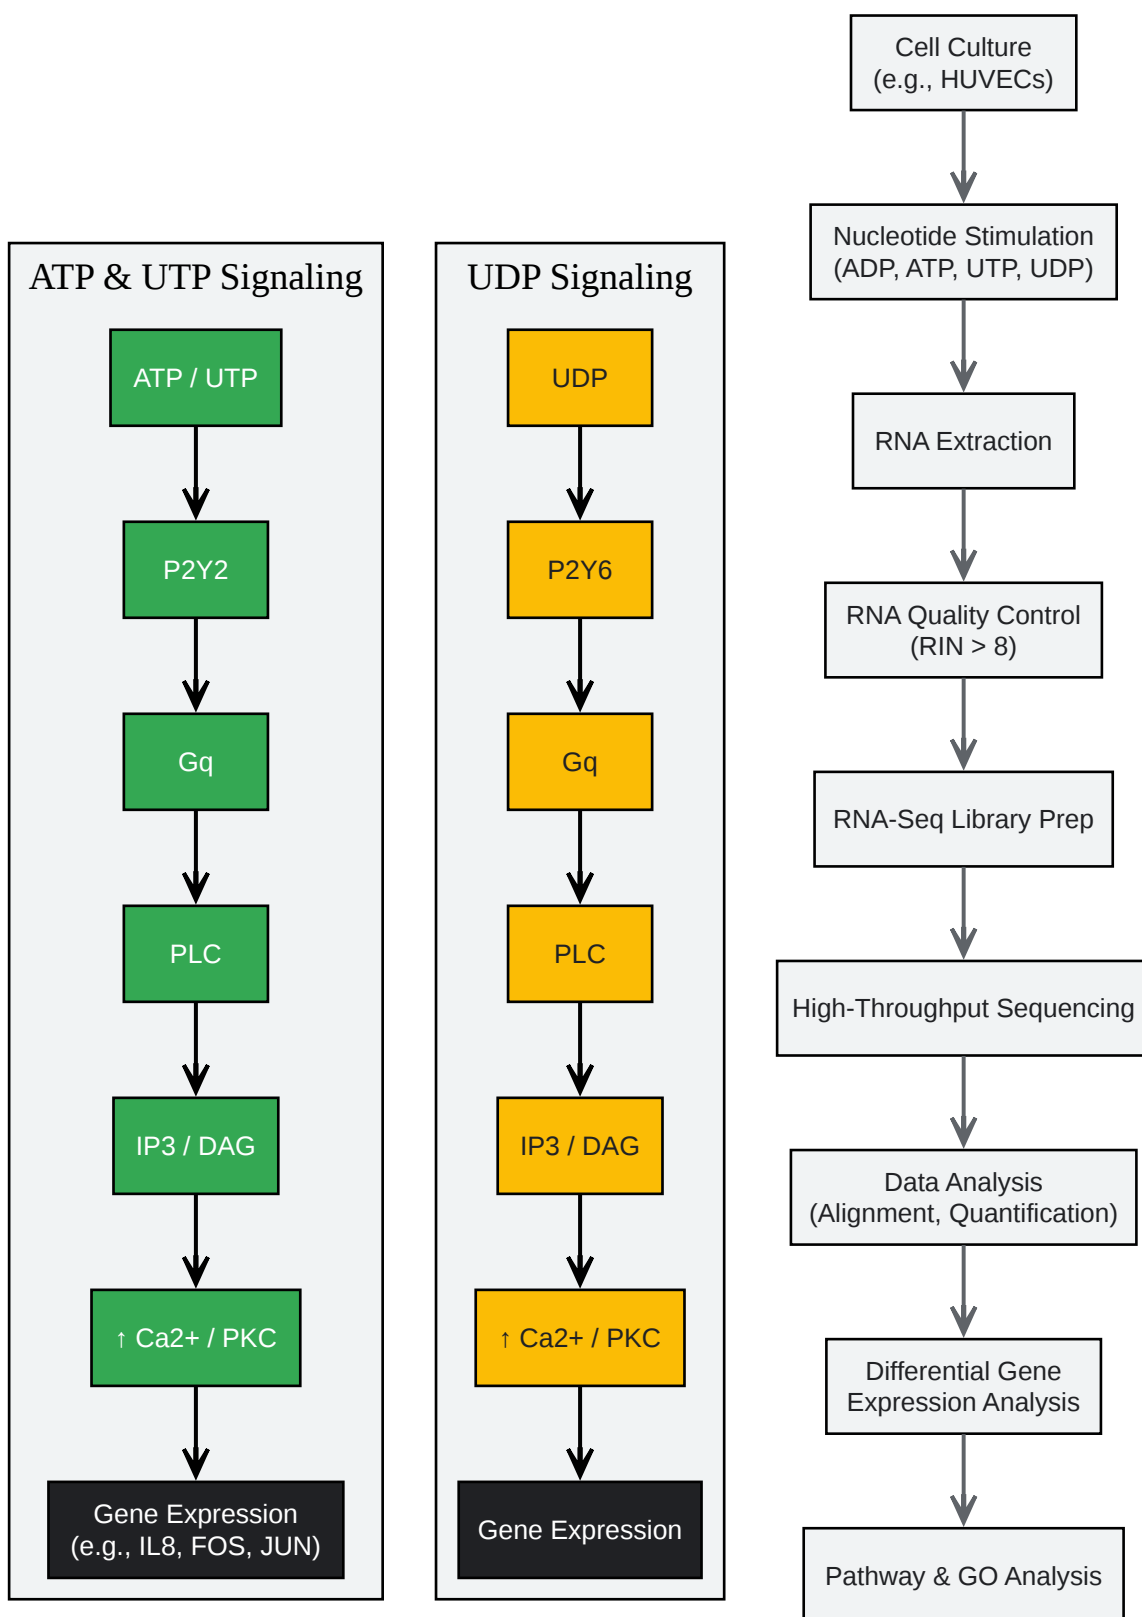 ATP & UTP Signaling
ATP / UTP
P2Y2
Gq
PLC
IP3 / DAG
↑ Ca2+ / PKC
Gene Expression
(e.g., IL8, FOS, JUN)
UDP Signaling
UDP
P2Y6
Gq
PLC
IP3 / DAG
↑ Ca2+ / PKC
Gene Expression
Cell Culture
(e.g., HUVECs)
Nucleotide Stimulation
(ADP, ATP, UTP, UDP)
RNA Extraction
RNA Quality Control
(RIN > 8)
RNA-Seq Library Prep
High-Throughput Sequencing
Data Analysis
(Alignment, Quantification)
Differential Gene
Expression Analysis
Pathway & GO Analysis